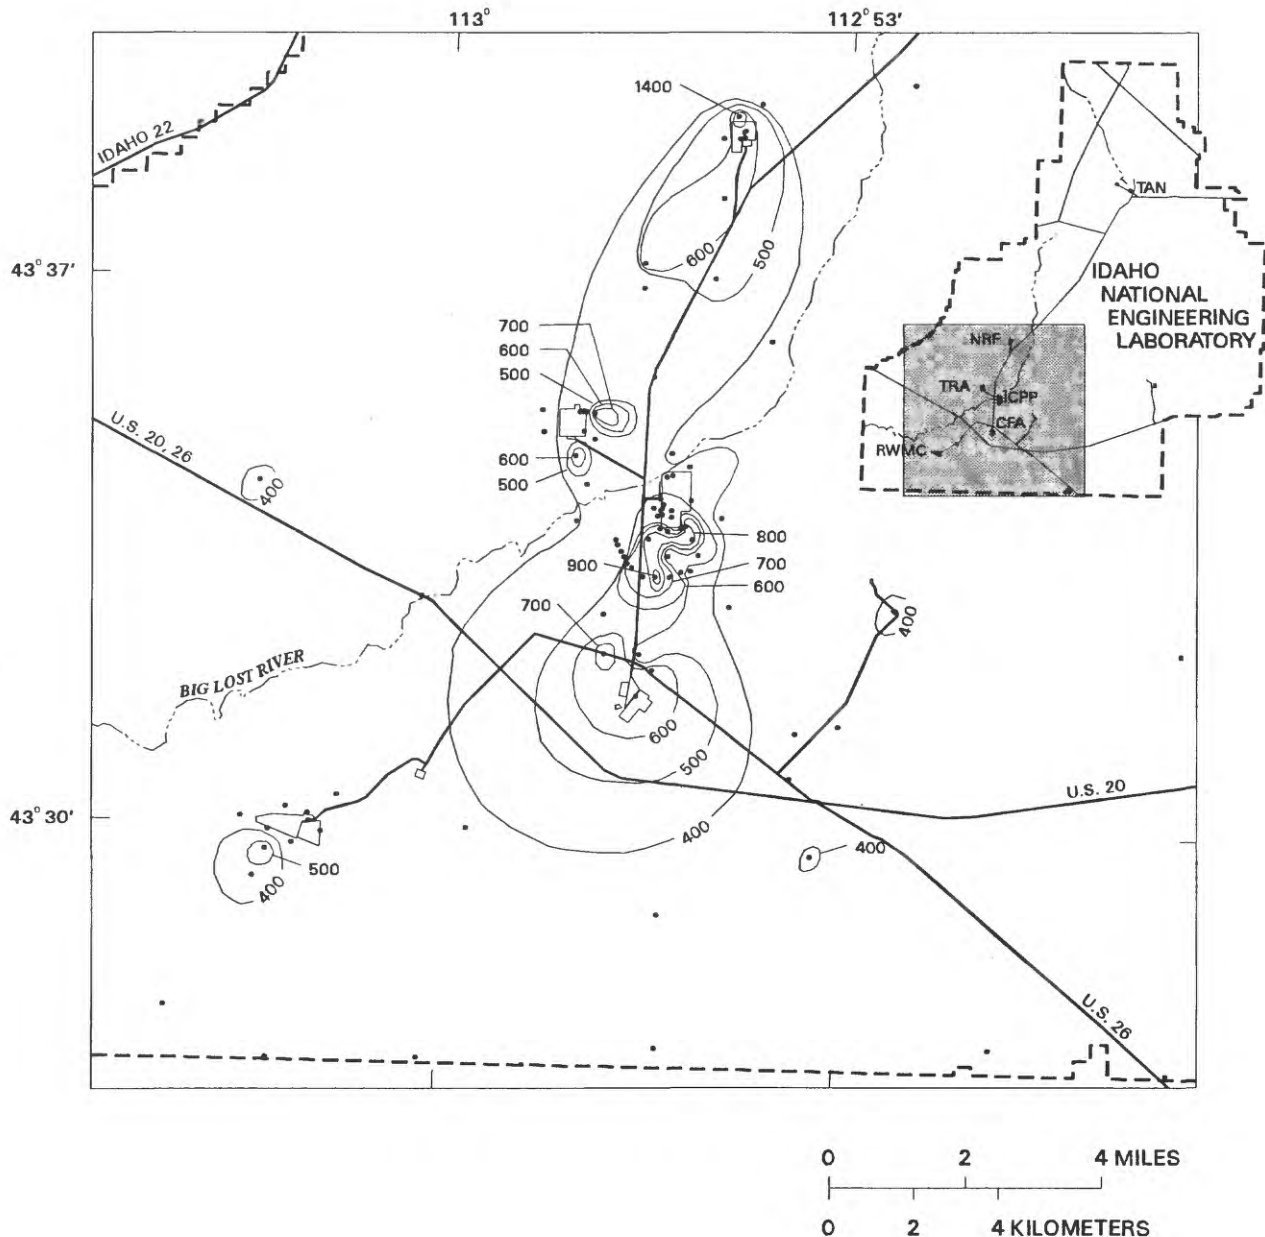 113°
112°53'
1400
IDAHO 22
TAN
600
500
43°37'
IDAHO
NATIONAL
ENGINEERING
LABORATORY
700
600
500
NRF
TRA
ICPP
CFA
RWMC
U.S. 20, 26
600
500
400
800
900
700
600
700
400
BIG LOST RIVER
600
500
U.S. 20
43°30'
400
400
500
400
U.S. 26
0 2 4 MILES
0 2 4 KILOMETERS